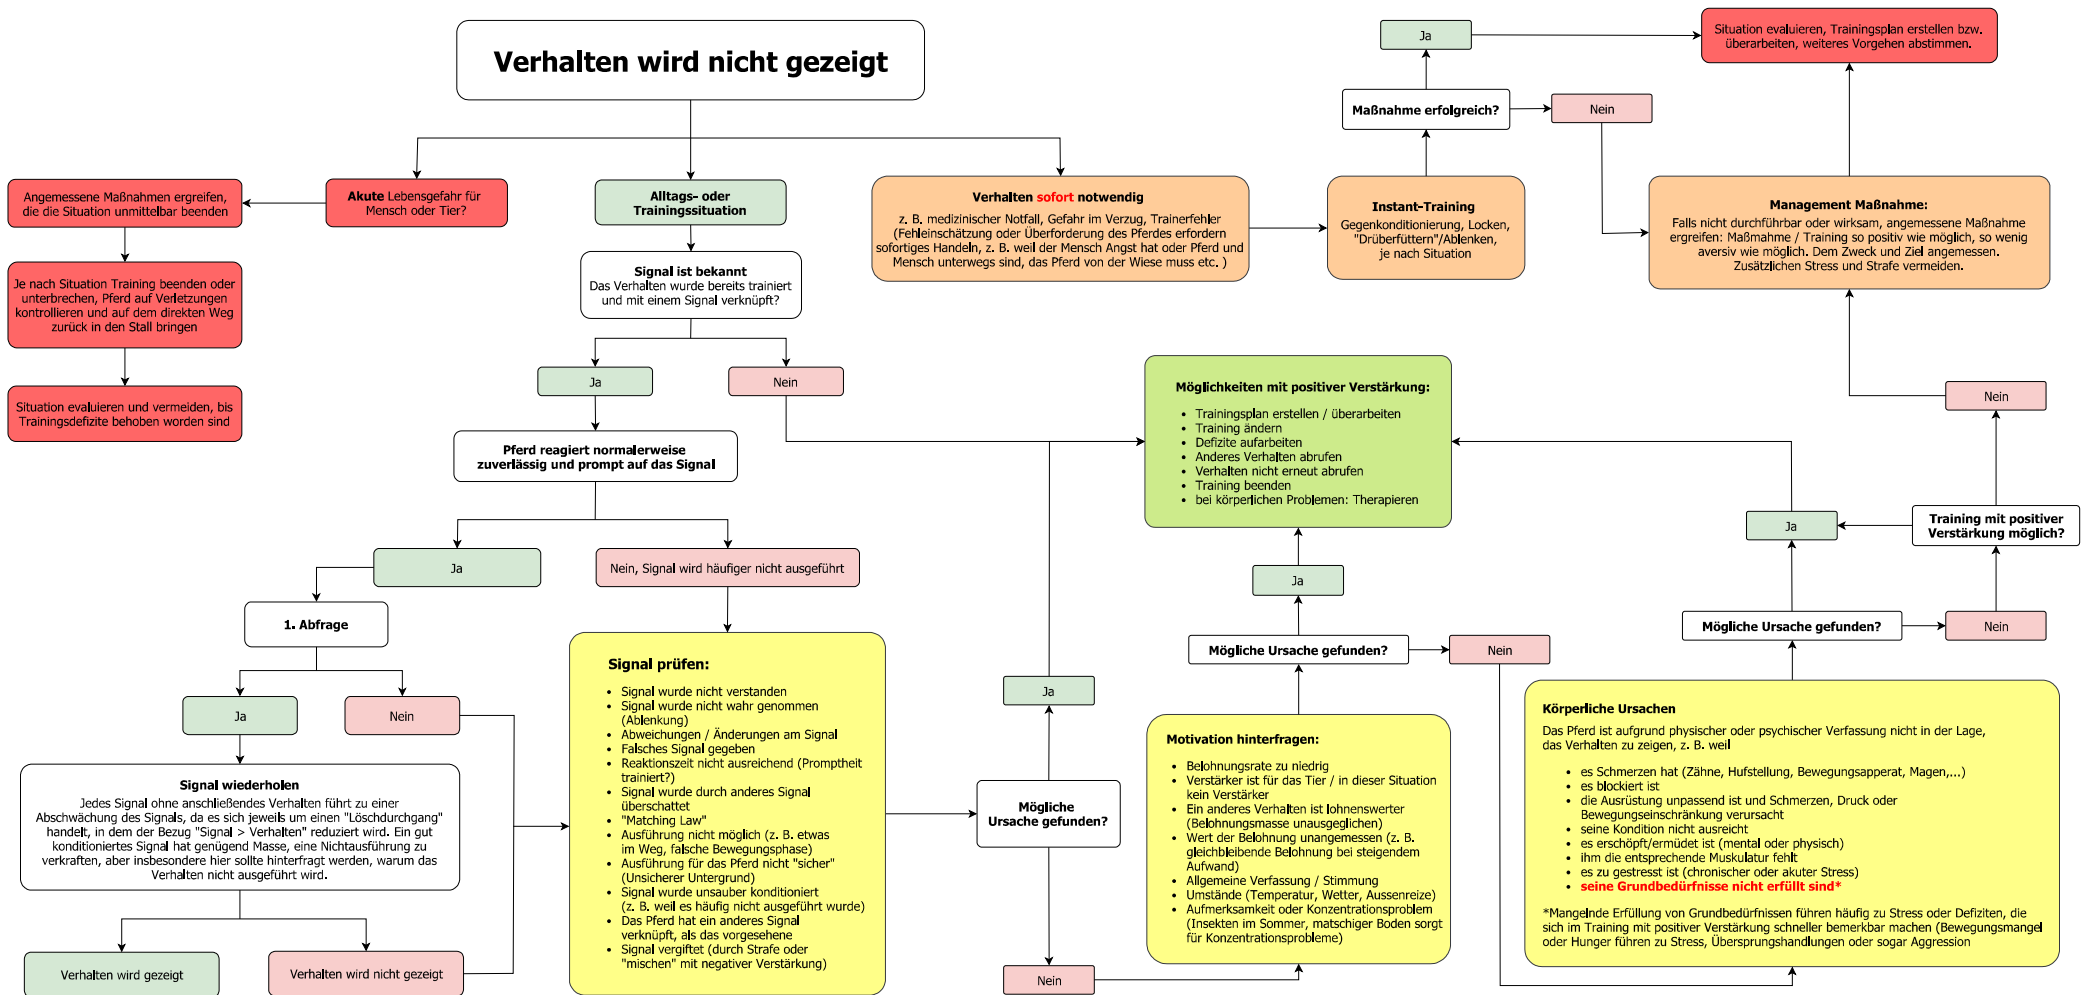 Verhalten wird nicht gezeigt
Akute Lebensgefahr für
Mensch oder Tier?
Angemessene Maßnahmen ergreifen,
die die Situation unmittelbar beenden
Je nach Situation Training beenden oder
unterbrechen, Pferd auf Verletzungen
kontrollieren und auf dem direkten Weg
zurück in den Stall bringen
Situation evaluieren und vermeiden, bis
Trainingsdefizite behoben worden sind
Alltags- oder
Trainingssituation
Signal ist bekannt
Das Verhalten wurde bereits trainiert
und mit einem Signal verknüpft?
Ja
Nein
Pferd reagiert normalerweise
zuverlässig und prompt auf das Signal
Ja
Nein, Signal wird häufiger nicht ausgeführt
1. Abfrage
Ja
Nein
Signal wiederholen
Jedes Signal ohne anschließendes Verhalten führt zu einer
Abschwächung des Signals, da es sich jeweils um einen "Löschdurchgang"
handelt, in dem der Bezug "Signal > Verhalten" reduziert wird. Ein gut
konditioniertes Signal hat genügend Masse, eine Nichtausführung zu
verkraften, aber insbesondere hier sollte hinterfragt werden, warum das
Verhalten nicht ausgeführt wird.
Verhalten wird gezeigt
Verhalten wird nicht gezeigt
Signal prüfen:
• Signal wurde nicht verstanden
• Signal wurde nicht wahr genommen
(Ablenkung)
• Abweichungen / Änderungen am Signal
• Falsches Signal gegeben
• Reaktionszeit nicht ausreichend (Promptheit
trainiert?)
• Signal wurde durch anderes Signal
überschattet
• "Matching Law"
• Ausführung nicht möglich (z. B. etwas
im Weg, falsche Bewegungsphase)
• Ausführung für das Pferd nicht "sicher"
(Unsicherer Untergrund)
• Signal wurde unsauber konditioniert
(z. B. weil es häufig nicht ausgeführt wurde)
• Das Pferd hat ein anderes Signal
verknüpft, als das vorgesehene
• Signal vergiftet (durch Strafe oder
"mischen" mit negativer Verstärkung)
Mögliche
Ursache gefunden?
Ja
Nein
Motivation hinterfragen:
• Belohnungsrate zu niedrig
• Verstärker ist für das Tier / in dieser Situation
kein Verstärker
• Ein anderes Verhalten ist lohnenswerter
(Belohnungsmasse unausgeglichen)
• Wert der Belohnung unangemessen (z. B.
gleichbleibende Belohnung bei steigendem
Aufwand)
• Allgemeine Verfassung / Stimmung
• Umstände (Temperatur, Wetter, Aussenreize)
• Aufmerksamkeit oder Konzentrationsproblem
(Insekten im Sommer, matschiger Boden sorgt
für Konzentrationsprobleme)
Mögliche Ursache gefunden?
Ja
Nein
Möglichkeiten mit positiver Verstärkung:
• Trainingsplan erstellen / überarbeiten
• Training ändern
• Defizite aufarbeiten
• Anderes Verhalten abrufen
• Verhalten nicht erneut abrufen
• Training beenden
• bei körperlichen Problemen: Therapieren
Körperliche Ursachen
Das Pferd ist aufgrund physischer oder psychischer Verfassung nicht in der Lage,
das Verhalten zu zeigen, z. B. weil
• es Schmerzen hat (Zähne, Hufstellung, Bewegungsapperat, Magen,...)
• es blockiert ist
• die Ausrüstung unpassend ist und Schmerzen, Druck oder
Bewegungseinschränkung verursacht
• seine Kondition nicht ausreicht
• es erschöpft/ermüdet ist (mental oder physisch)
• ihm die entsprechende Muskulatur fehlt
• es zu gestresst ist (chronischer oder akuter Stress)
• seine Grundbedürfnisse nicht erfüllt sind*
*Mangelnde Erfüllung von Grundbedürfnissen führen häufig zu Stress oder Defiziten, die
sich im Training mit positiver Verstärkung schneller bemerkbar machen (Bewegungsmangel
oder Hunger führen zu Stress, Übersprungshandlungen oder sogar Aggression
Mögliche Ursache gefunden?
Ja
Nein
Training mit positiver
Verstärkung möglich?
Nein
Verhalten sofort notwendig
z. B. medizinischer Notfall, Gefahr im Verzug, Trainerfehler
(Fehleinschätzung oder Überforderung des Pferdes erfordern
sofortiges Handeln, z. B. weil der Mensch Angst hat oder Pferd und
Mensch unterwegs sind, das Pferd von der Wiese muss etc. )
Instant-Training
Gegenkonditionierung, Locken,
"Drüberfüttern"/Ablenken,
je nach Situation
Maßnahme erfolgreich?
Ja
Nein
Management Maßnahme:
Falls nicht durchführbar oder wirksam, angemessene Maßnahme
ergreifen: Maßmahme / Training so positiv wie möglich, so wenig
aversiv wie möglich. Dem Zweck und Ziel angemessen.
Zusätzlichen Stress und Strafe vermeiden.
Situation evaluieren, Trainingsplan erstellen bzw.
überarbeiten, weiteres Vorgehen abstimmen.